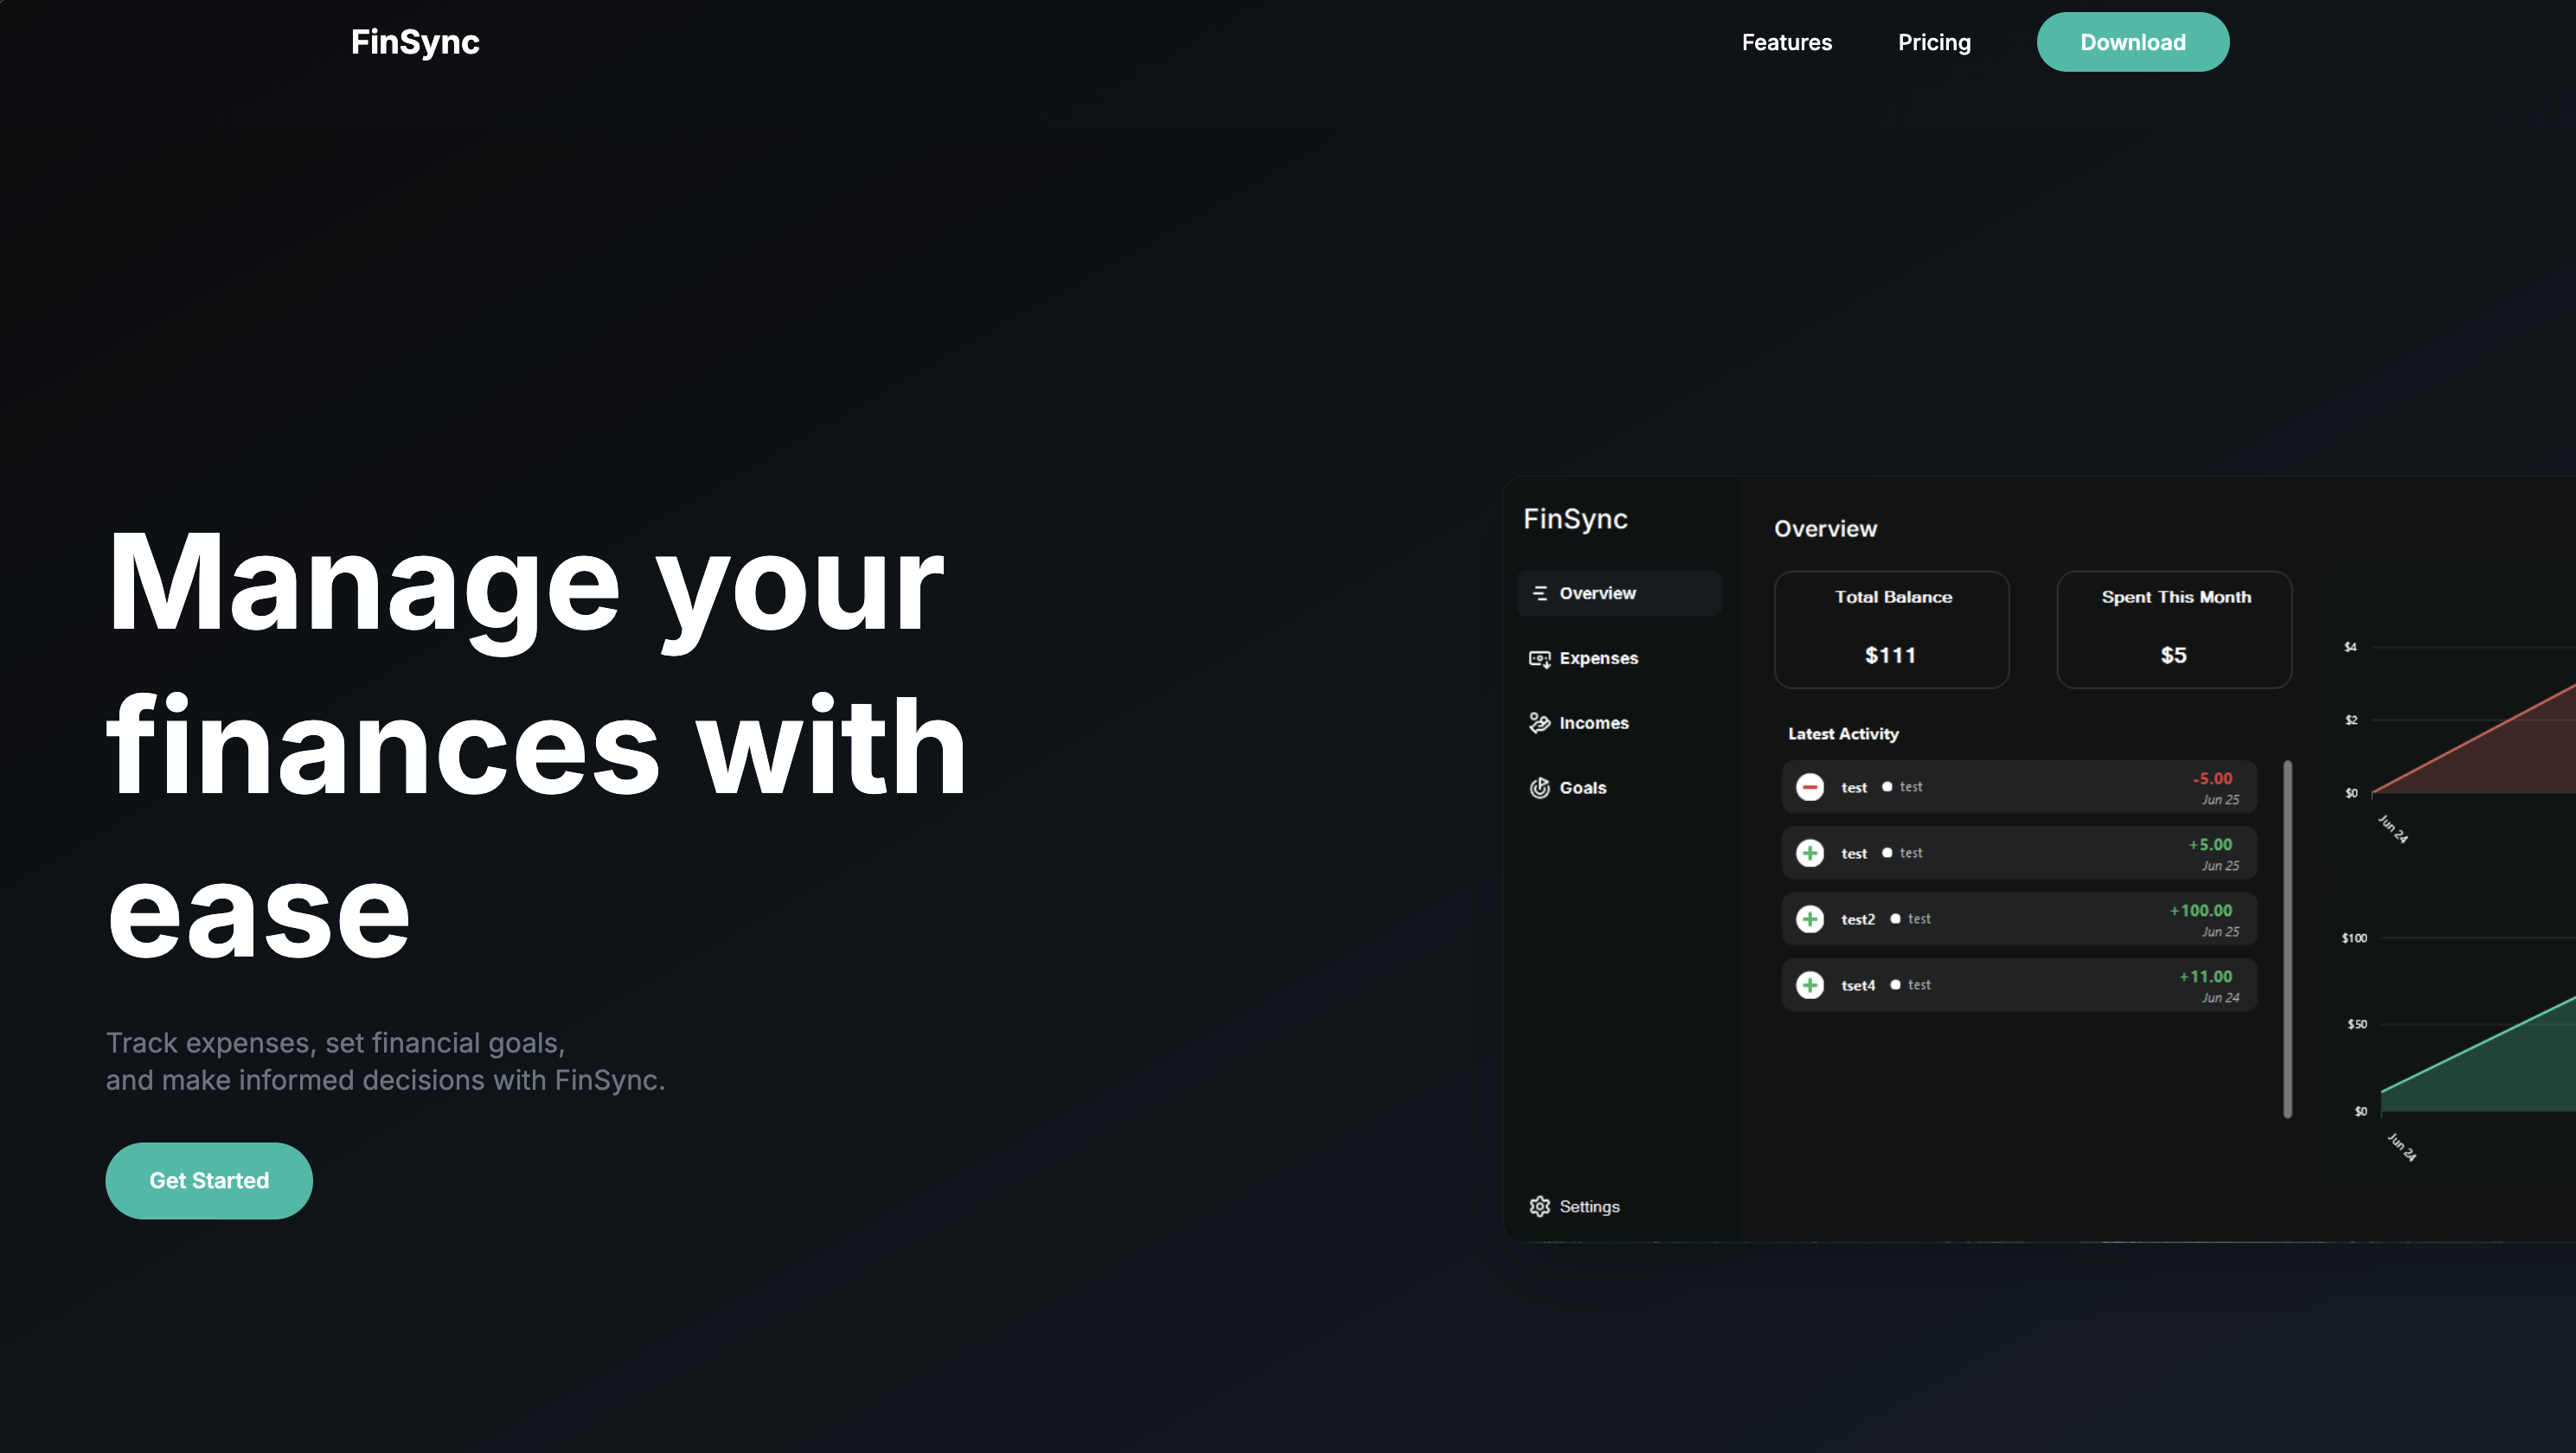 FinSync
Features
Pricing
Download
Manage your
finances with
ease
Track expenses, set financial goals,
and make informed decisions with FinSync.
Get Started
FinSync
Overview
Expenses
Incomes
Goals
Settings
Overview
Total Balance
$111
Spent This Month
$5
Latest Activity
test test
-5.00
Jun 25
test test
+5.00
Jun 25
test2 test
+100.00
Jun 25
tset4 test
+11.00
Jun 24
$4
$2
$0
Jun 24
$100
$50
$0
Jun 24